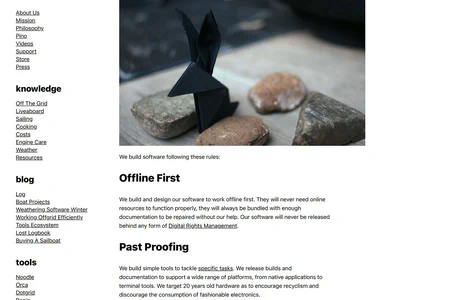 About Us
Mission
Philosophy
Pino
Videos
Support
Store
Press
knowledge
Off The Grid
Liveaboard
Sailing
Cooking
Costs
Engine Care
Weather
Resources
blog
Log
Boat Projects
Weathering Software Winter
Working Offgrid Efficiently
Tools Ecosystem
Lost Logbook
Buying A Sailboat
tools
Noodle
Orca
Dotgrid
We build software following these rules:
Offline First
We build and design our software to work offline first. They will never need online
resources to function properly, they will always be bundled with enough
documentation to be repaired without our help. Our software will never be released
behind any form of Digital Rights Management.
Past Proofing
We build simple tools to tackle specific tasks. We release builds and
documentation to support a wide range of platforms, from native applications to
terminal tools. We target 20 years old hardware as to encourage recyclism and
discourage the consumption of fashionable electronics.